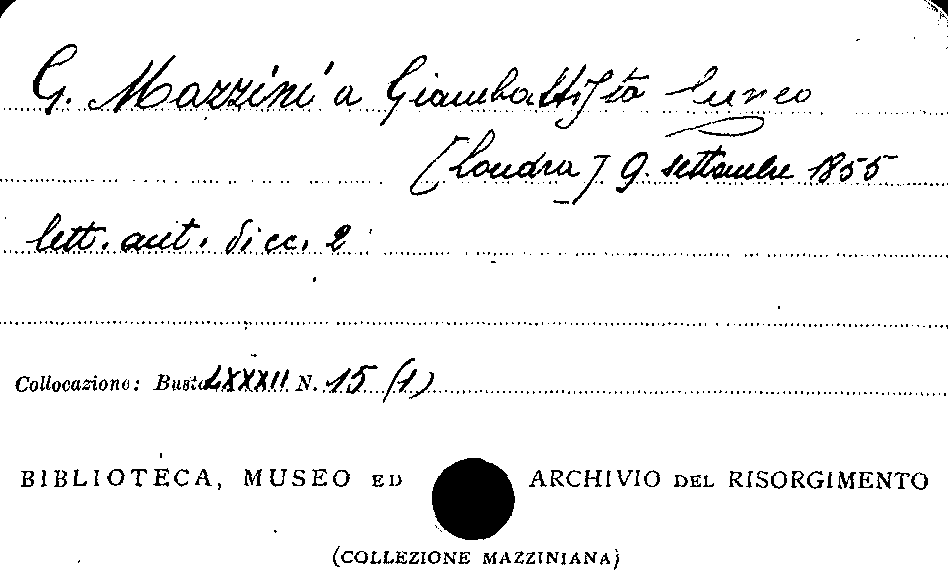 G. Mazzini a Giambattista Cuneo
[Londra] 9. settembre 1855
lett. aut. di cc. 2
Collocazione: Busta LXXXII N. 15 (1)
BIBLIOTECA, MUSEO ED ARCHIVIO DEL RISORGIMENTO
(COLLEZIONE MAZZINIANA)